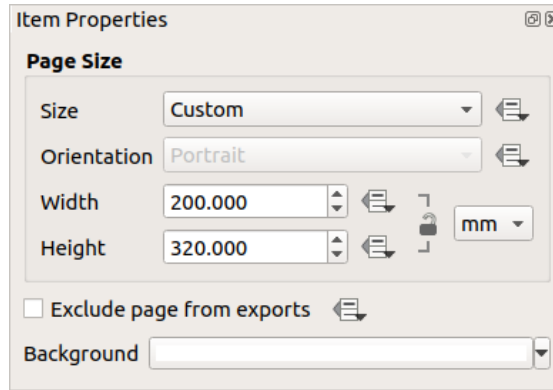 Item Properties
Page Size
Size Custom
Orientation Portrait
Width 200.000
Height 320.000
mm
Exclude page from exports
Background